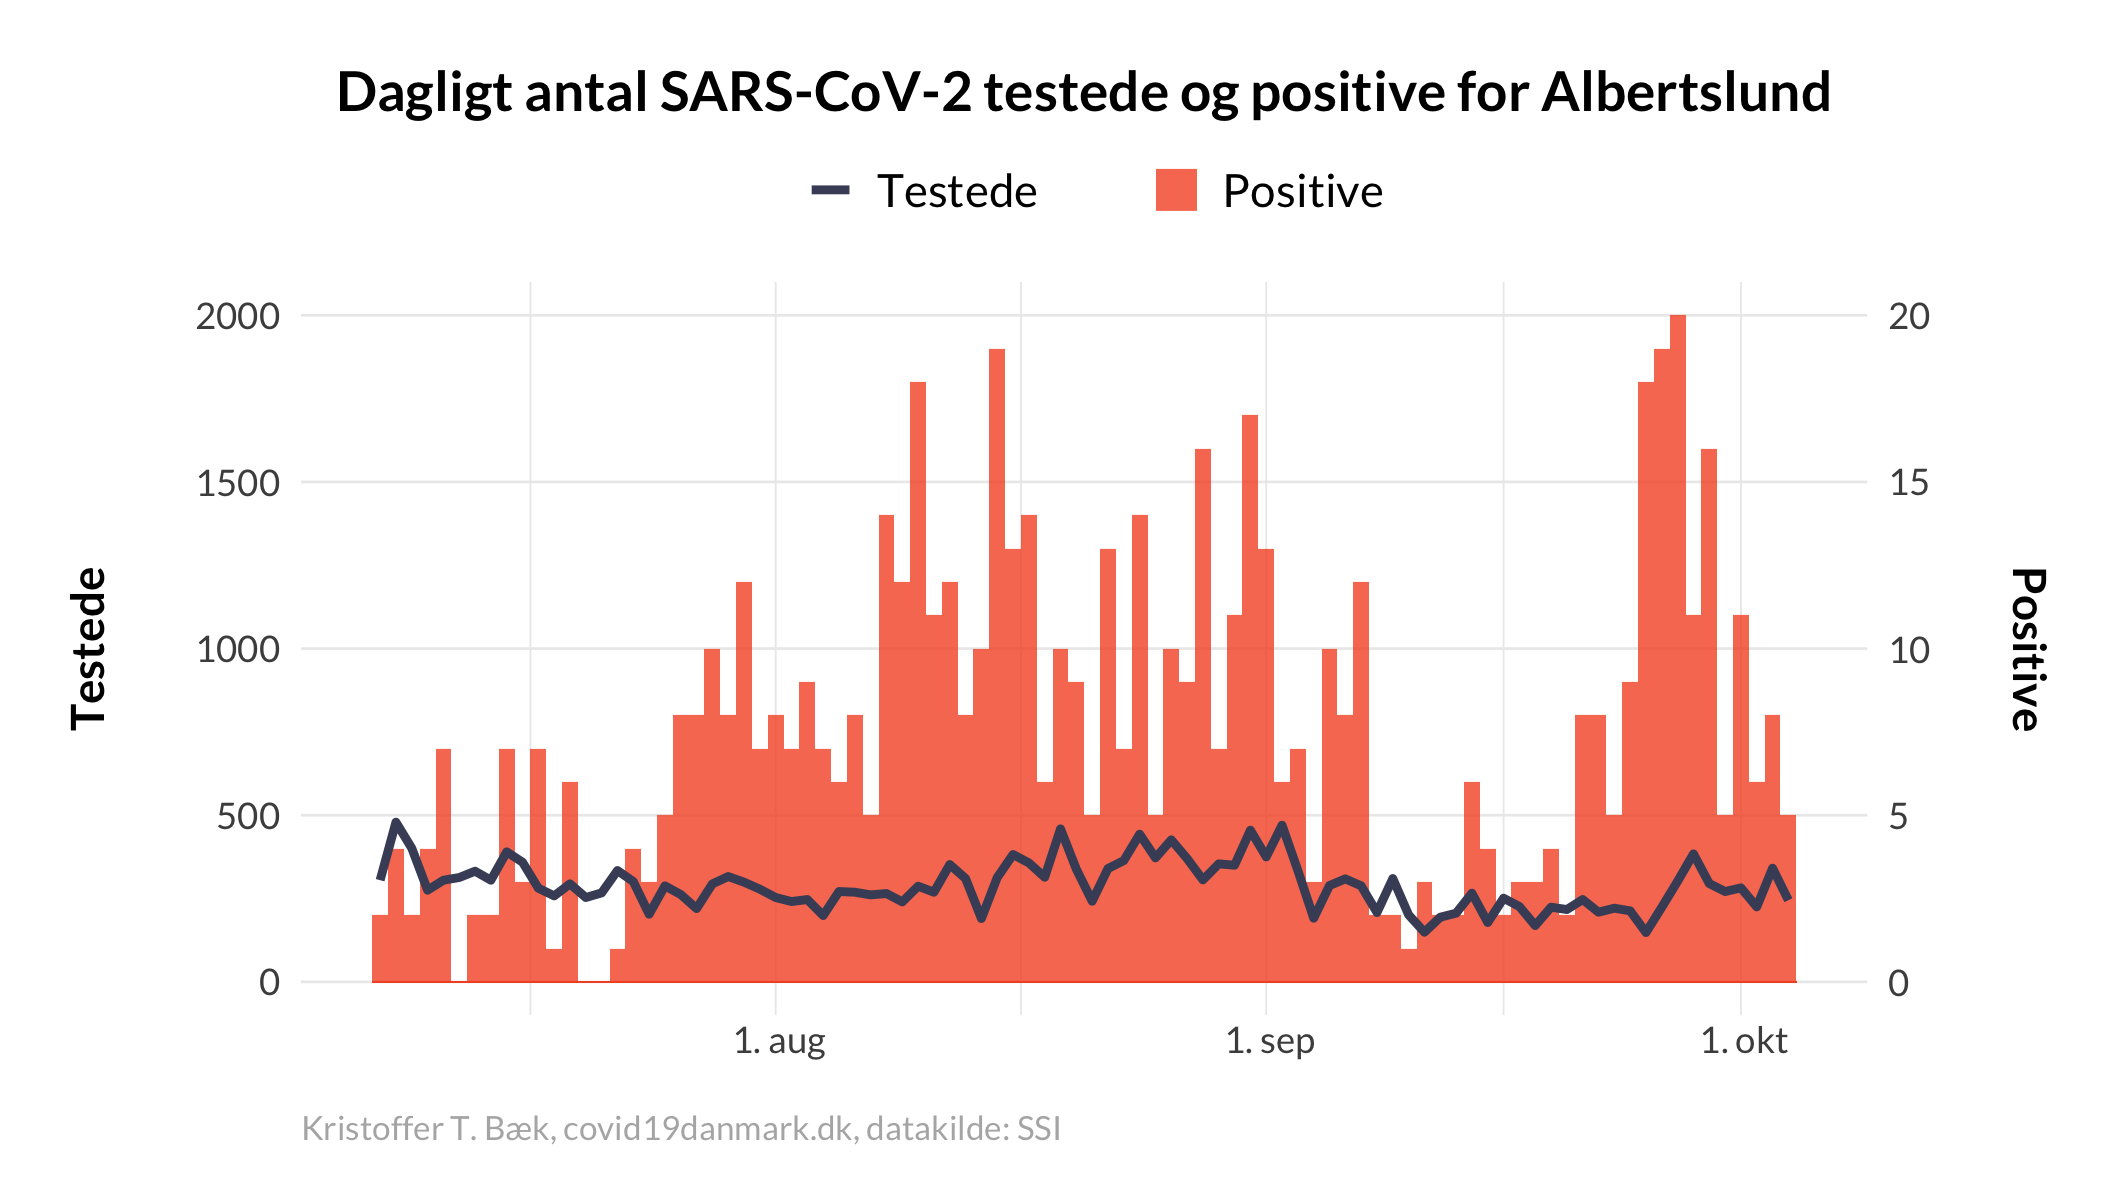 Dagligt antal SARS-CoV-2 testede og positive for Albertslund
Testede
Positive
2000
1500
1000
500
0
Testede
20
15
10
5
0
Positive
1. aug
1. sep
1. okt
Kristoffer T. Bæk, covid19danmark.dk, datakilde: SSI